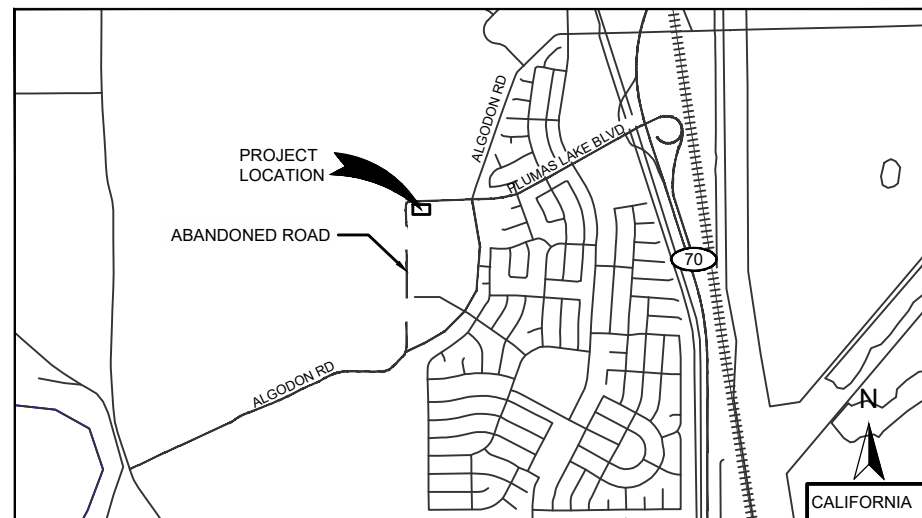 ALGODON RD
PLUMAS LAKE BLVD
PROJECT
LOCATION
ABANDONED ROAD
70
ALGODON RD
N
CALIFORNIA